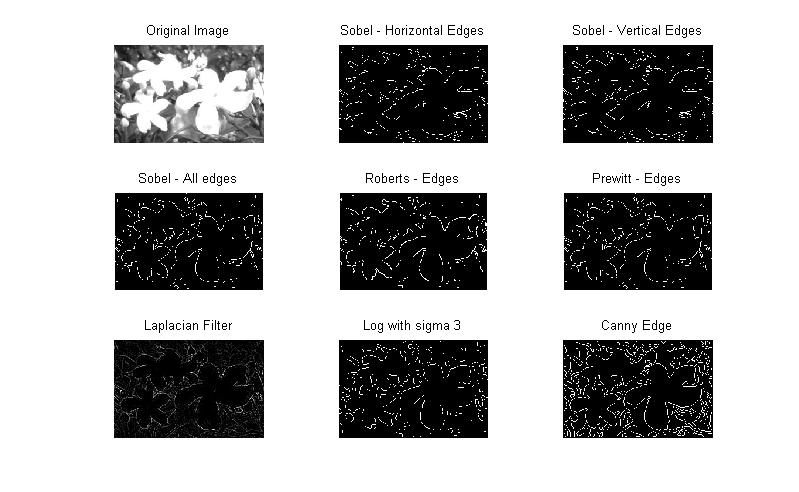 Original Image
Sobel - Horizontal Edges
Sobel - Vertical Edges
Sobel - All edges
Roberts - Edges
Prewitt - Edges
Laplacian Filter
Log with sigma 3
Canny Edge